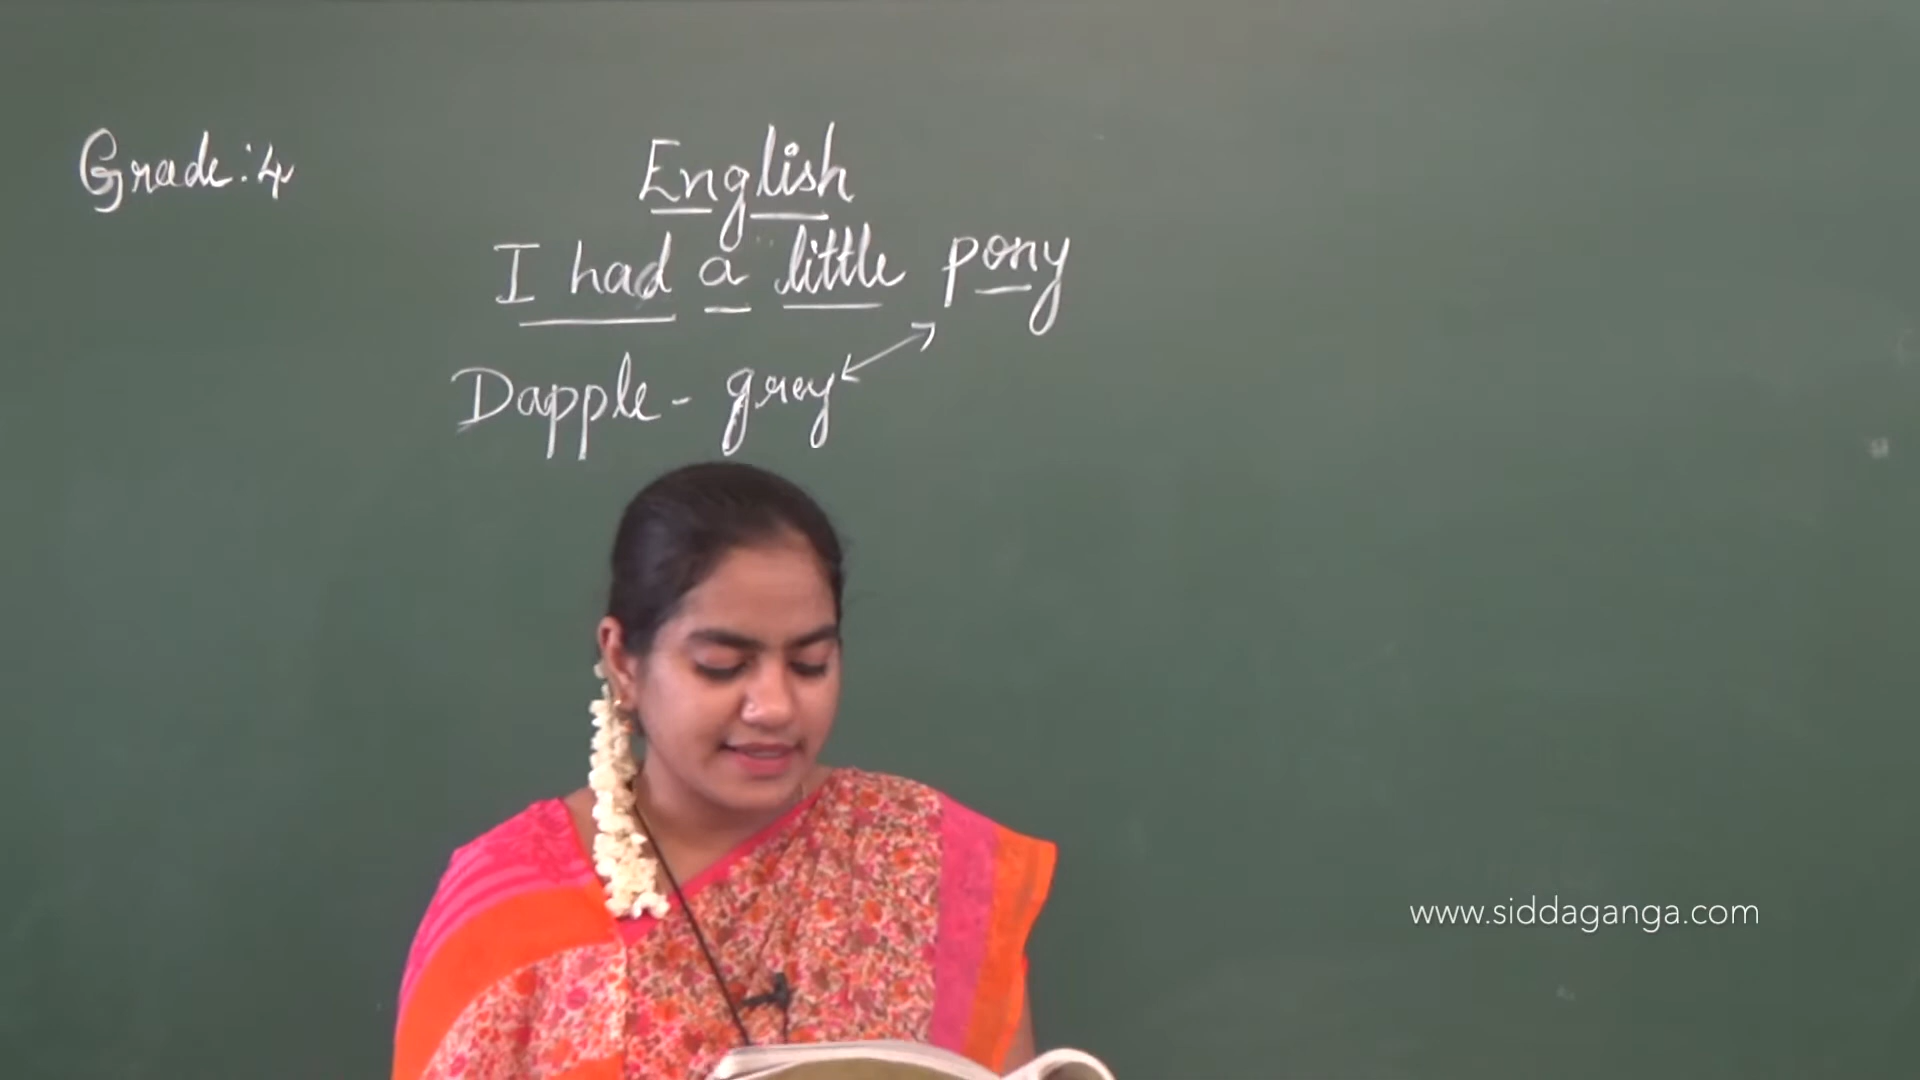 Grade:4
English
I had a little pony
Dapple - grey
www.siddaganga.com